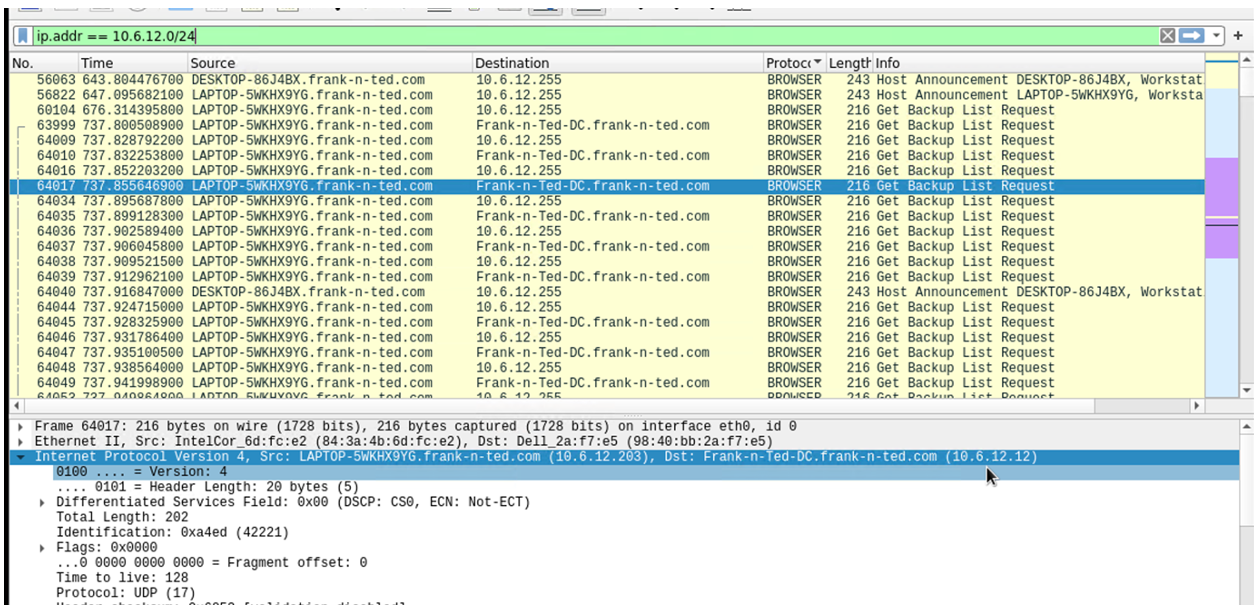 ip.addr == 10.6.12.0/24
No. Time Source Destination Protoco Length Info
56063 643.804476700 DESKTOP-86J4BX.frank-n-ted.com 10.6.12.255 BROWSER 243 Host Announcement DESKTOP-86J4BX, Workstat
56822 647.095682100 LAPTOP-5WKHX9YG.frank-n-ted.com 10.6.12.255 BROWSER 243 Host Announcement LAPTOP-5WKHX9YG, Worksta
60104 676.314395800 LAPTOP-5WKHX9YG.frank-n-ted.com 10.6.12.255 BROWSER 216 Get Backup List Request
63999 737.800508900 LAPTOP-5WKHX9YG.frank-n-ted.com Frank-n-Ted-DC.frank-n-ted.com BROWSER 216 Get Backup List Request
64009 737.828792200 LAPTOP-5WKHX9YG.frank-n-ted.com 10.6.12.255 BROWSER 216 Get Backup List Request
64010 737.832253800 LAPTOP-5WKHX9YG.frank-n-ted.com Frank-n-Ted-DC.frank-n-ted.com BROWSER 216 Get Backup List Request
64016 737.852203200 LAPTOP-5WKHX9YG.frank-n-ted.com 10.6.12.255 BROWSER 216 Get Backup List Request
64017 737.855646900 LAPTOP-5WKHX9YG.frank-n-ted.com Frank-n-Ted-DC.frank-n-ted.com BROWSER 216 Get Backup List Request
64034 737.895687800 LAPTOP-5WKHX9YG.frank-n-ted.com 10.6.12.255 BROWSER 216 Get Backup List Request
64035 737.899128300 LAPTOP-5WKHX9YG.frank-n-ted.com Frank-n-Ted-DC.frank-n-ted.com BROWSER 216 Get Backup List Request
64036 737.902589400 LAPTOP-5WKHX9YG.frank-n-ted.com 10.6.12.255 BROWSER 216 Get Backup List Request
64037 737.906045800 LAPTOP-5WKHX9YG.frank-n-ted.com Frank-n-Ted-DC.frank-n-ted.com BROWSER 216 Get Backup List Request
64038 737.909521500 LAPTOP-5WKHX9YG.frank-n-ted.com 10.6.12.255 BROWSER 216 Get Backup List Request
64039 737.912962100 LAPTOP-5WKHX9YG.frank-n-ted.com Frank-n-Ted-DC.frank-n-ted.com BROWSER 216 Get Backup List Request
64040 737.916847000 DESKTOP-86J4BX.frank-n-ted.com 10.6.12.255 BROWSER 243 Host Announcement DESKTOP-86J4BX, Workstat
64044 737.924715000 LAPTOP-5WKHX9YG.frank-n-ted.com 10.6.12.255 BROWSER 216 Get Backup List Request
64045 737.928325900 LAPTOP-5WKHX9YG.frank-n-ted.com Frank-n-Ted-DC.frank-n-ted.com BROWSER 216 Get Backup List Request
64046 737.931786400 LAPTOP-5WKHX9YG.frank-n-ted.com 10.6.12.255 BROWSER 216 Get Backup List Request
64047 737.935100500 LAPTOP-5WKHX9YG.frank-n-ted.com Frank-n-Ted-DC.frank-n-ted.com BROWSER 216 Get Backup List Request
64048 737.938564000 LAPTOP-5WKHX9YG.frank-n-ted.com 10.6.12.255 BROWSER 216 Get Backup List Request
64049 737.941998900 LAPTOP-5WKHX9YG.frank-n-ted.com Frank-n-Ted-DC.frank-n-ted.com BROWSER 216 Get Backup List Request
Frame 64017: 216 bytes on wire (1728 bits), 216 bytes captured (1728 bits) on interface eth0, id 0
Ethernet II, Src: IntelCor_6d:fc:e2 (84:3a:4b:6d:fc:e2), Dst: Dell_2a:f7:e5 (98:40:bb:2a:f7:e5)
Internet Protocol Version 4, Src: LAPTOP-5WKHX9YG.frank-n-ted.com (10.6.12.203), Dst: Frank-n-Ted-DC.frank-n-ted.com (10.6.12.12)
0100 .... = Version: 4
.... 0101 = Header Length: 20 bytes (5)
Differentiated Services Field: 0x00 (DSCP: CS0, ECN: Not-ECT)
Total Length: 202
Identification: 0xa4ed (42221)
Flags: 0x0000
...0 0000 0000 0000 = Fragment offset: 0
Time to live: 128
Protocol: UDP (17)